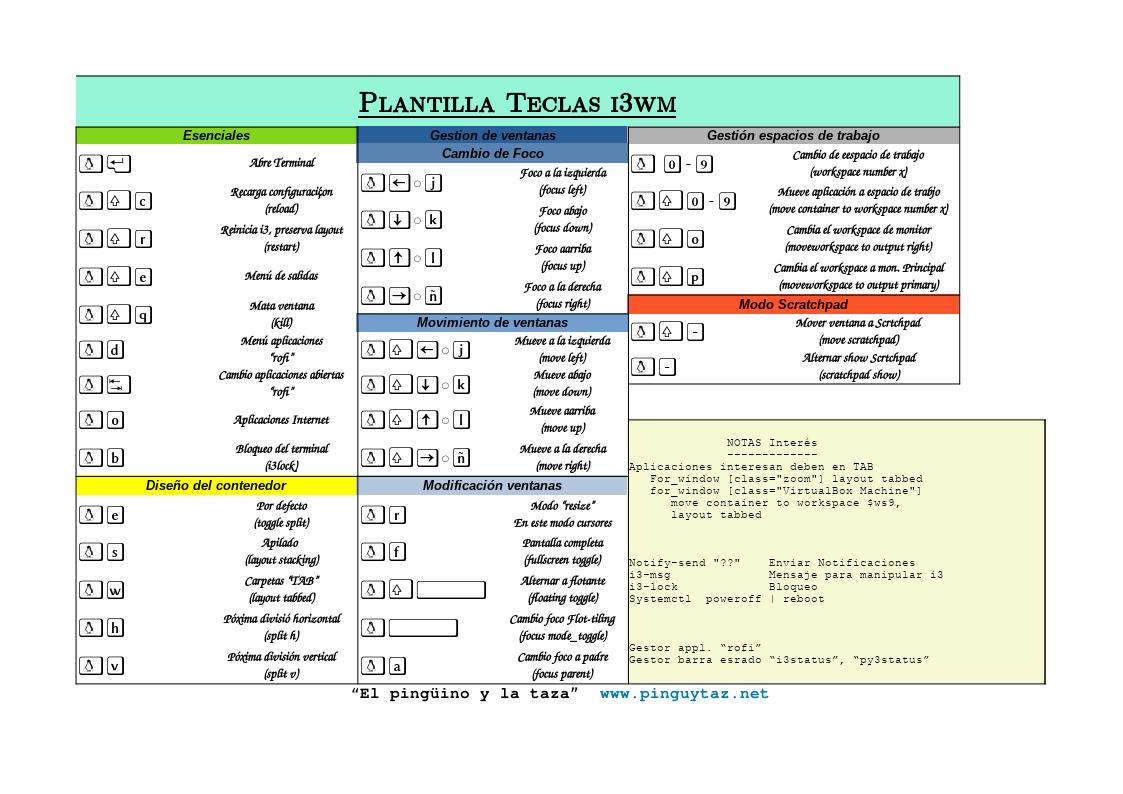 Plantilla Teclas i3wm
Esenciales
Abre Terminal
c Recarga configuraciçon
(reload)
r Reinicia i3, preserva layout
(restart)
e Menú de salidas
q Mata ventana
(kill)
d Menú aplicaciones
"rofi"
Cambio aplicaciones abiertas
"rofi"
o Aplicaciones Internet
b Bloqueo del terminal
(i3lock)
Diseño del contenedor
e Por defecto
(toggle split)
s Apilado
(layout stacking)
w Carpetas "TAB"
(layout tabbed)
h Póxima divisió horizontal
(split h)
v Póxima división vertical
(split v)
Gestion de ventanas
Cambio de Foco
← o j Foco a la izquierda
(focus left)
↓ o k Foco abajo
(focus down)
↑ o l Foco aarriba
(focus up)
→ o ñ Foco a la derecha
(focus right)
Movimiento de ventanas
← o j Mueve a la izquierda
(move left)
↓ o k Mueve abajo
(move down)
↑ o l Mueve aarriba
(move up)
→ o ñ Mueve a la derecha
(move right)
Modificación ventanas
r Modo "resize"
En este modo cursores
f Pantalla completa
(fullscreen toggle)
Alternar a flotante
(floating toggle)
Cambio foco Flot-tiling
(focus mode_toggle)
a Cambio foco a padre
(focus parent)
Gestión espacios de trabajo
0 - 9 Cambio de eespacio de trabajo
(workspace number x)
0 - 9 Mueve aplicación a espacio de trabjo
(move container to workspace number x)
o Cambia el workspace de monitor
(moveworkspace to output right)
p Cambia el workspace a mon. Principal
(moveworkspace to output primary)
Modo Scratchpad
- Mover ventana a Scrtchpad
(move scratchpad)
- Alternar show Scrtchpad
(scratchpad show)
NOTAS Interés
-------------
Aplicaciones interesan deben en TAB
For_window [class="zoom"] layout tabbed
for_window [class="VirtualBox Machine"]
move container to workspace $ws9,
layout tabbed
Notify-send "??" Enviar Notificaciones
i3-msg Mensaje para manipular i3
i3-lock Bloqueo
Systemctl poweroff | reboot
Gestor appl. “rofi”
Gestor barra esrado “i3status”, “py3status”
“El pingüino y la taza” www.pinguytaz.net